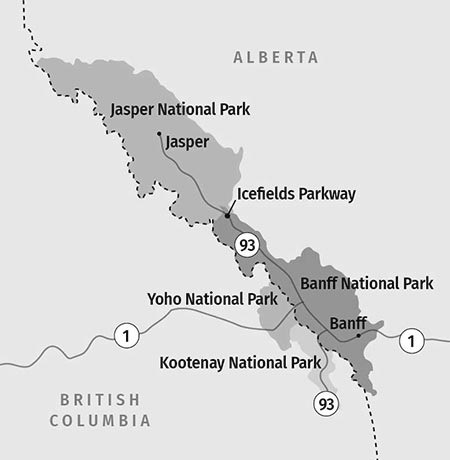 ALBERTA
Jasper National Park
Jasper
Icefields Parkway
93
Banff National Park
Yoho National Park
Banff
1
1
Kootenay National Park
93
BRITISH
COLUMBIA